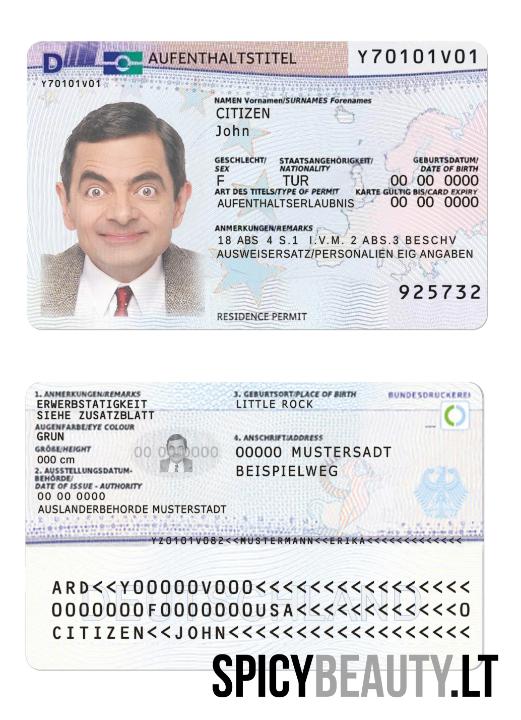 D AUFENTHALTSTITEL Y70101V01
Y70101V01
NAMEN Vornamen/SURNAMES Forenames
CITIZEN
John
GESCHLECHT/ STAATSANGEHÖRIGKEIT/ GEBURTSDATUM/
SEX NATIONALITY DATE OF BIRTH
F TUR 00 00 0000
ART DES TITELS/TYPE OF PERMIT KARTE GÜLTIG BIS/CARD EXPIRY
AUFENTHALTSERLAUBNIS 00 00 0000
ANMERKUNGEN/REMARKS
18 ABS 4 S.1 I.V.M. 2 ABS.3 BESCHV
AUSWEISERSATZ/PERSONALIEN EIG ANGABEN
925732
RESIDENCE PERMIT
1. ANMERKUNGEN/REMARKS 3. GEBURTSORT/PLACE OF BIRTH BUNDESDRUCKEREI
ERWERBSTATIGKEIT LITTLE ROCK
SIEHE ZUSATZBLATT
AUGENFARBE/EYE COLOUR
GRUN 4. ANSCHRIFT/ADDRESS
GRÖßE/HEIGHT 00 00 0000 00000 MUSTERSADT
000 cm
2. AUSSTELLUNGSDATUM- BEISPIELWEG
BEHÖRDE/
DATE OF ISSUE - AUTHORITY
00 00 0000
AUSLANDERBEHORDE MUSTERSTADT
YZ0101V082<<MUSTERMANN<<ERIKA<<<<<<<<<<<<<
DEUTSCHLAND
ARD<<Y00000V000<<<<<<<<<<<<<<<
0000000F0000000USA<<<<<<<<<<<0
CITIZEN<<JOHN<<<<<<<<<<<<<<<<<
SPICYBEAUTY.LT